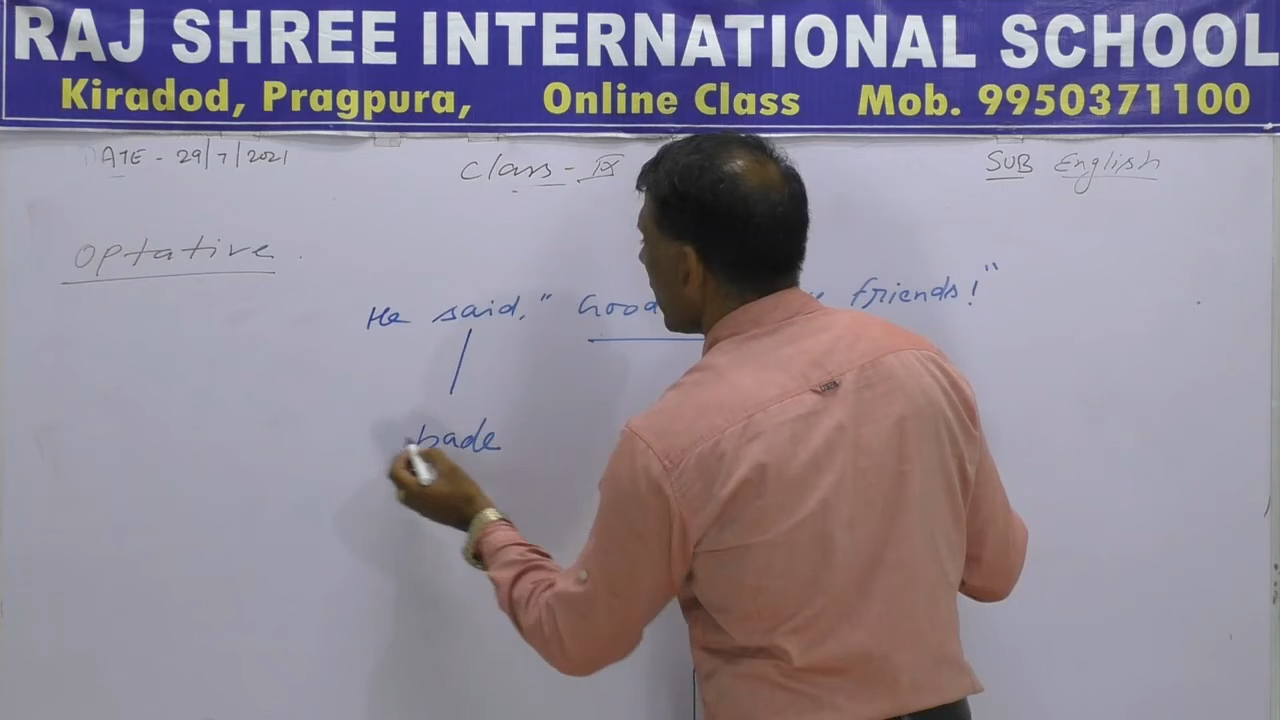 RAJ SHREE INTERNATIONAL SCHOOL
Kiradod, Pragpura, Online Class Mob. 9950371100
DATE - 29/7/2021 Class - IX SUB English
Optative
He said, " Good friends!"
bade